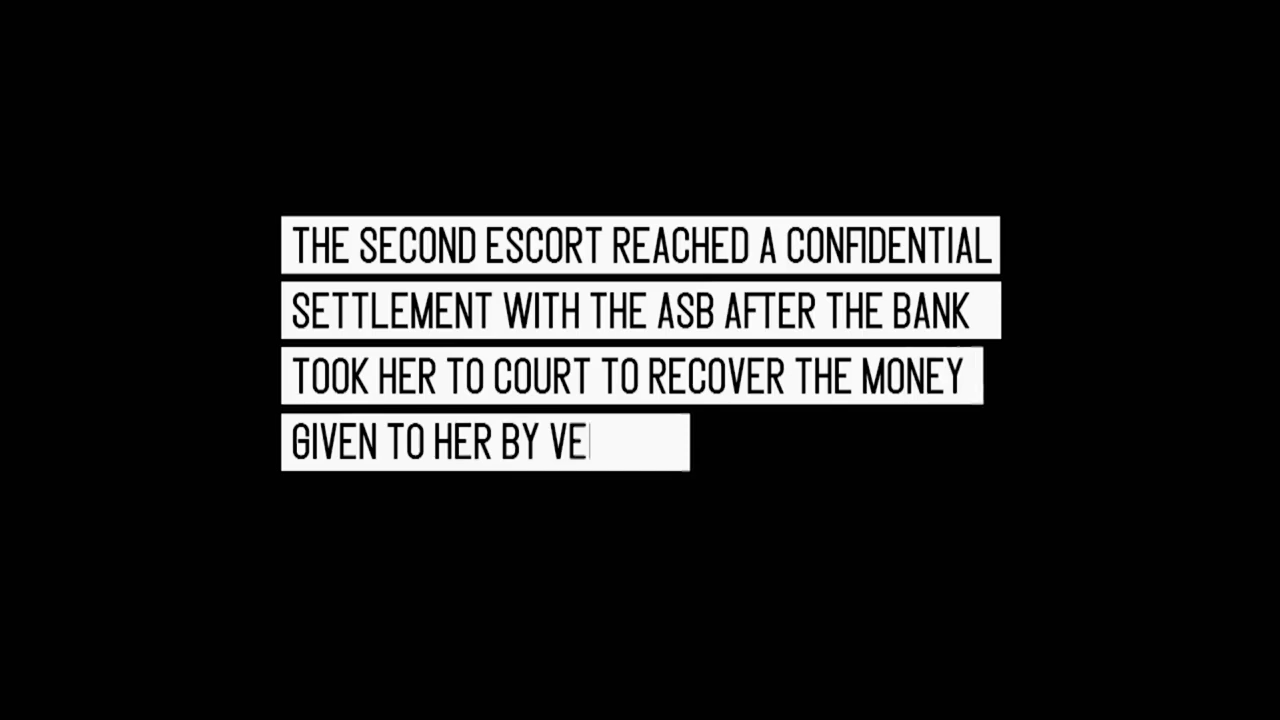 THE SECOND ESCORT REACHED A CONFIDENTIAL
SETTLEMENT WITH THE ASB AFTER THE BANK
TOOK HER TO COURT TO RECOVER THE MONEY
GIVEN TO HER BY VE